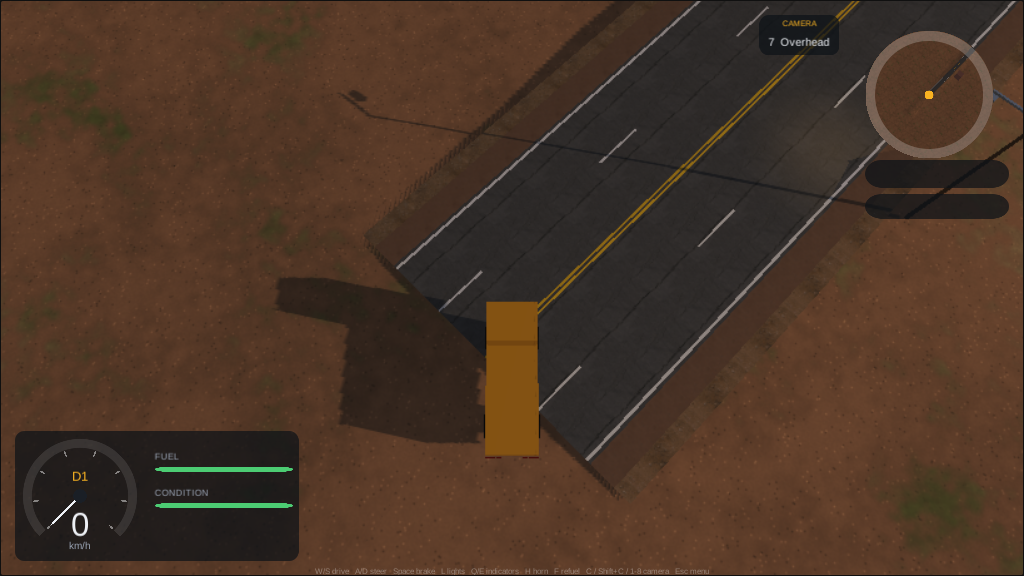 CAMERA
7 Overhead
D1
0
km/h
FUEL
CONDITION
W/S drive A/D steer Space brake L lights Q/E indicators H horn F refuel C / Shift+C / 1-8 camera Esc menu